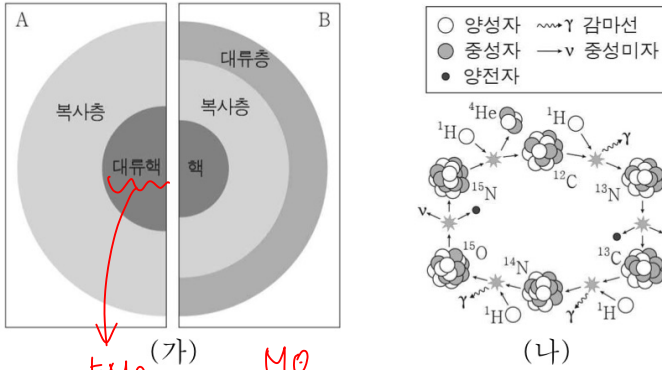 A
B
대류층
복사층
복사층
대류핵
핵
(가)
M⊙
양성자
γ 감마선
중성자
ν 중성미자
양전자
⁴He
¹H
¹H
γ
¹²C
¹⁵N
¹³N
ν
¹⁵O
¹⁴N
¹³C
γ
¹H
γ
¹H
(나)